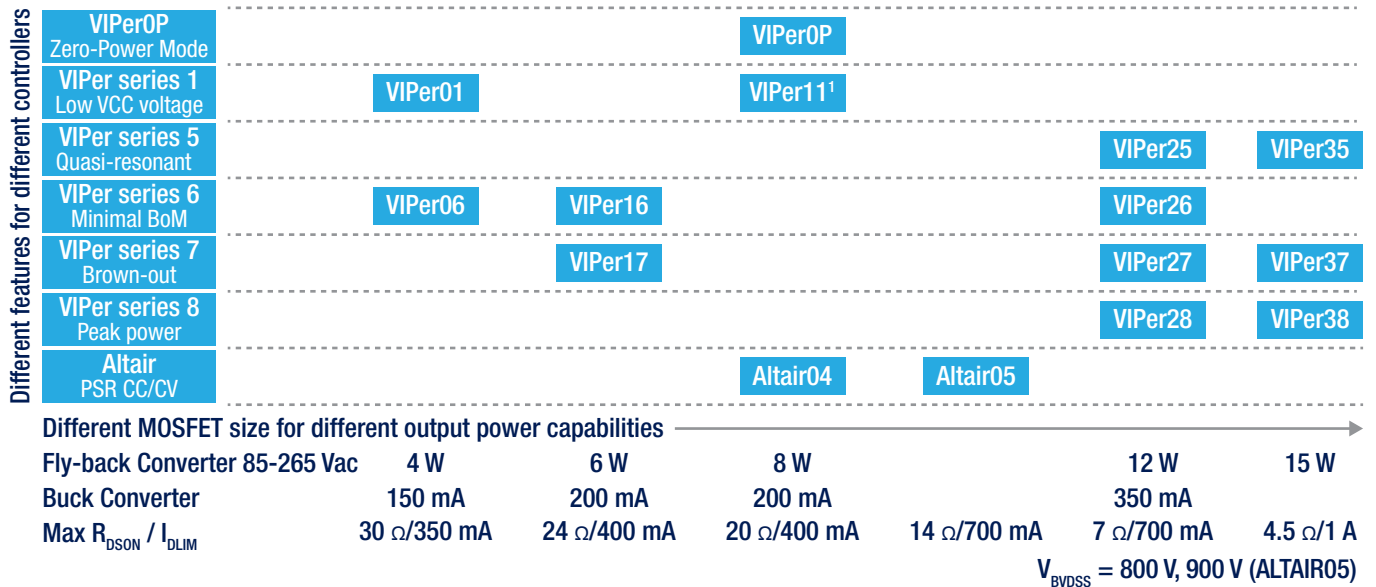 Different features for different controllers
VIPer0P
Zero-Power Mode
VIPer0P
VIPer series 1
Low VCC voltage
VIPer01
VIPer11¹
VIPer series 5
Quasi-resonant
VIPer25
VIPer35
VIPer series 6
Minimal BoM
VIPer06
VIPer16
VIPer26
VIPer series 7
Brown-out
VIPer17
VIPer27
VIPer37
VIPer series 8
Peak power
VIPer28
VIPer38
Altair
PSR CC/CV
Altair04
Altair05
Different MOSFET size for different output power capabilities
Fly-back Converter 85-265 Vac 4 W 6 W 8 W 12 W 15 W
Buck Converter 150 mA 200 mA 200 mA 350 mA
Max R_DSON / I_DLIM 30 Ω/350 mA 24 Ω/400 mA 20 Ω/400 mA 14 Ω/700 mA 7 Ω/700 mA 4.5 Ω/1 A
V_BVDSS = 800 V, 900 V (ALTAIR05)